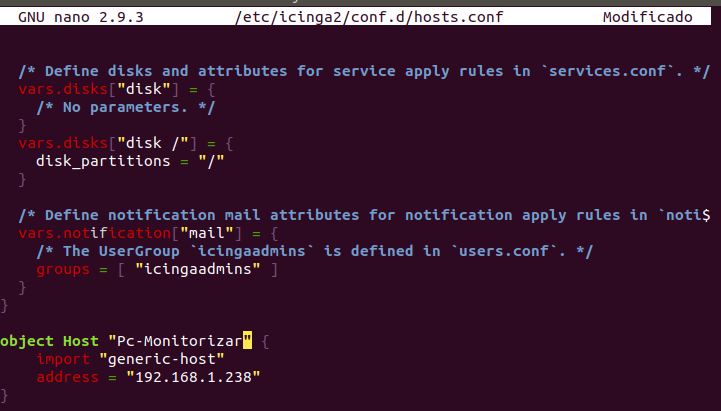 GNU nano 2.9.3 /etc/icinga2/conf.d/hosts.conf Modificado
/* Define disks and attributes for service apply rules in `services.conf`. */
vars.disks["disk"] = {
/* No parameters. */
}
vars.disks["disk /"] = {
disk_partitions = "/"
}
/* Define notification mail attributes for notification apply rules in `noti$
vars.notification["mail"] = {
/* The UserGroup `icingaadmins` is defined in `users.conf`. */
groups = [ "icingaadmins" ]
}
}
object Host "Pc-Monitorizar" {
import "generic-host"
address = "192.168.1.238"
}